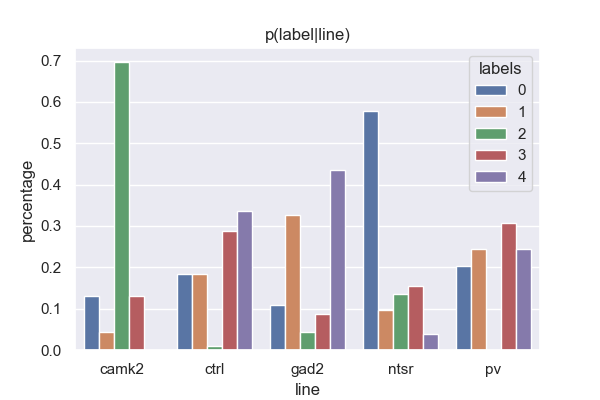 p(label|line)
percentage
0.7
0.6
0.5
0.4
0.3
0.2
0.1
0.0
labels
0
1
2
3
4
camk2
ctrl
gad2
ntsr
pv
line